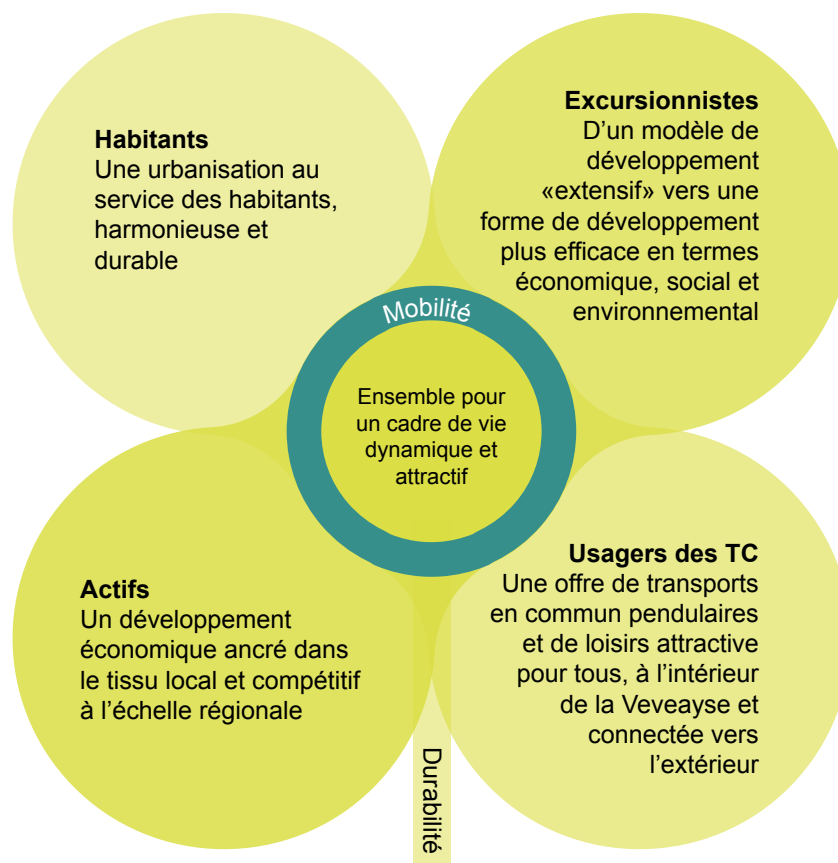 Habitants
Une urbanisation au
service des habitants,
harmonieuse et
durable
Excursionnistes
D’un modèle de
développement
«extensif» vers une
forme de développement
plus efficace en termes
économique, social et
environnemental
Mobilité
Ensemble pour
un cadre de vie
dynamique et
attractif
Actifs
Un développement
économique ancré dans
le tissu local et compétitif
à l’échelle régionale
Usagers des TC
Une offre de transports
en commun pendulaires
et de loisirs attractive
pour tous, à l’intérieur
de la Veveayse et
connectée vers
l’extérieur
Durabilité